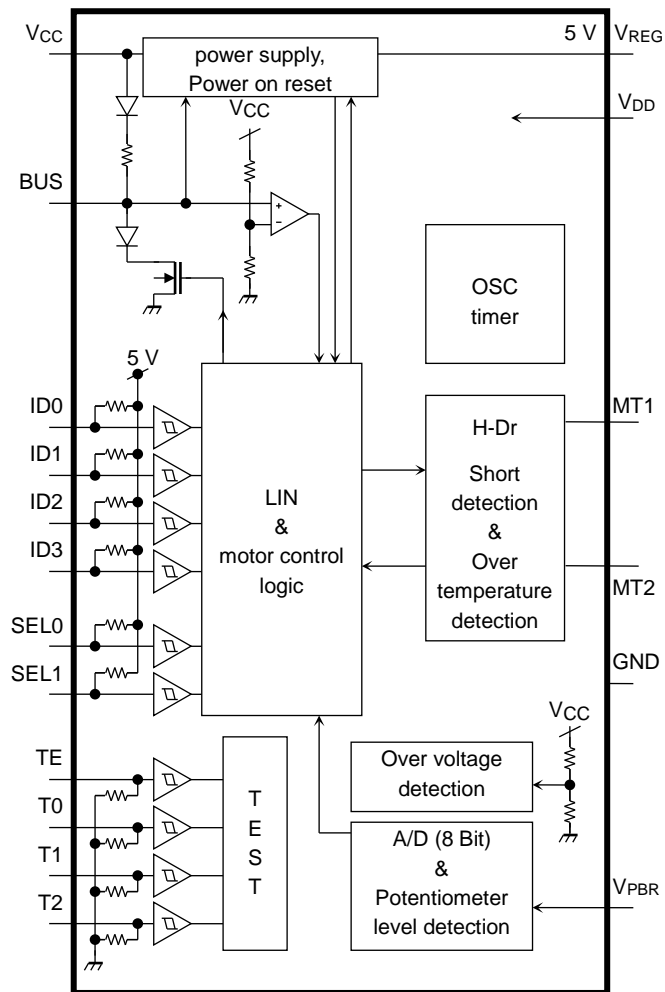 VCC
power supply,
Power on reset
5 V
VREG
VCC
VDD
BUS
+
−
OSC
timer
5 V
ID0
ID1
ID2
ID3
SEL0
SEL1
LIN
&
motor control
logic
H-Dr
Short
detection
&
Over
temperature
detection
MT1
MT2
GND
VCC
Over voltage
detection
TE
T0
T1
T2
T
E
S
T
A/D (8 Bit)
&
Potentiometer
level detection
VPBR